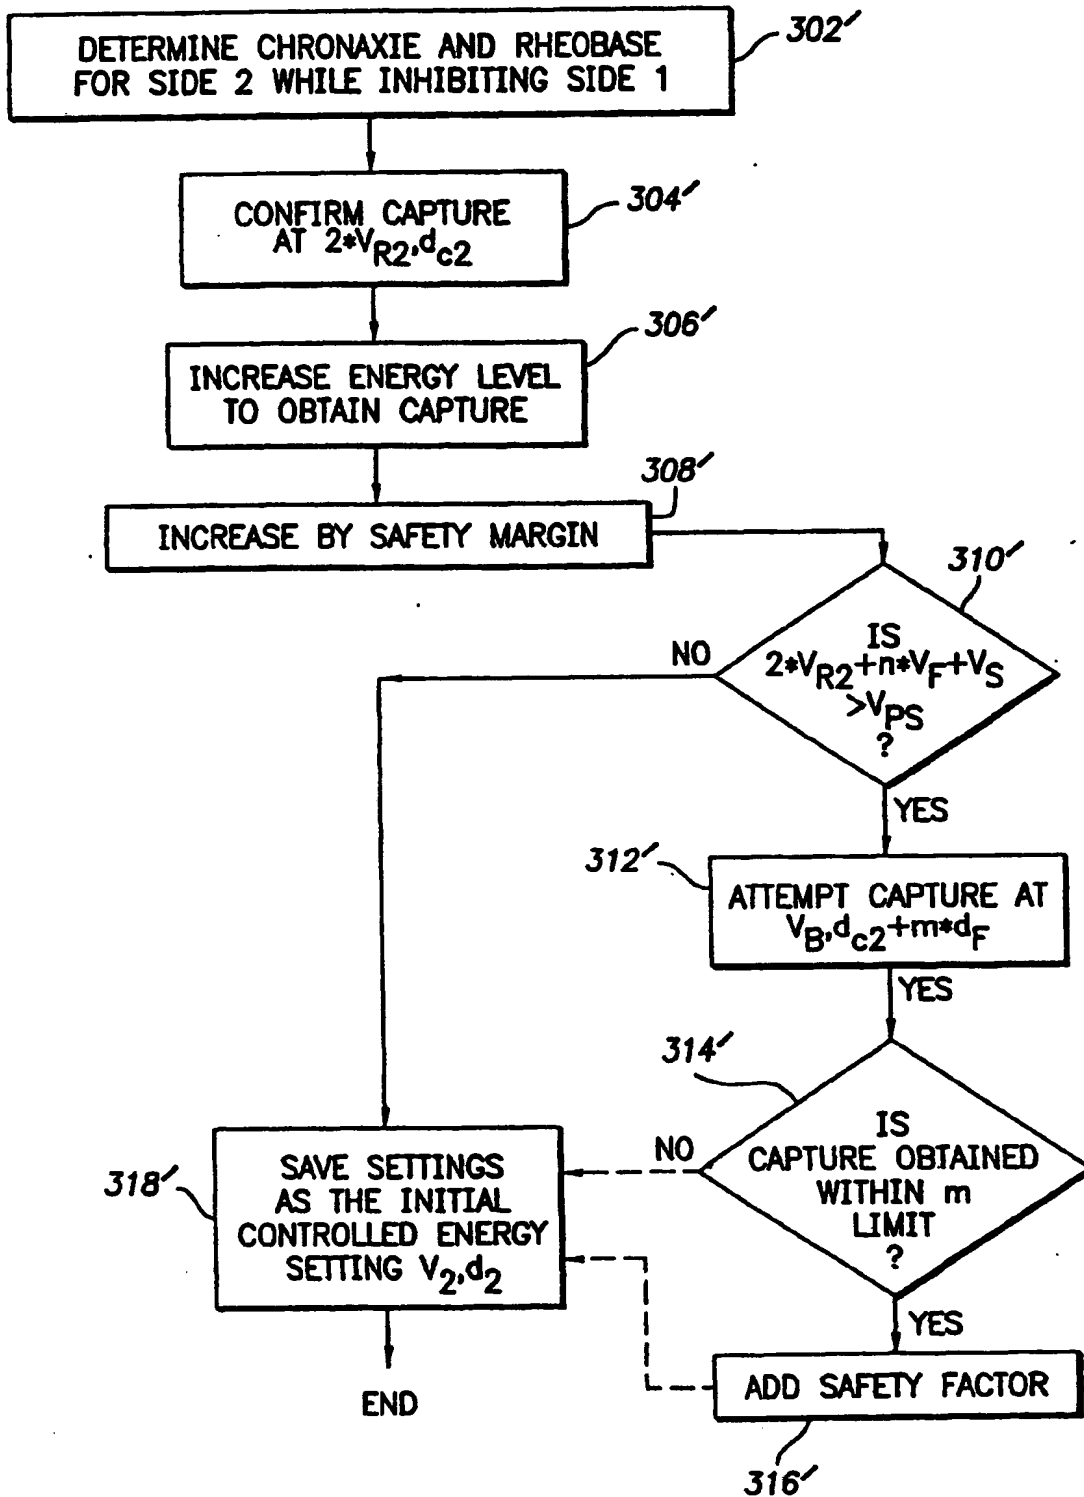 302'
DETERMINE CHRONAXIE AND RHEOBASE
FOR SIDE 2 WHILE INHIBITING SIDE 1
304'
CONFIRM CAPTURE
AT 2*VR2,dc2
306'
INCREASE ENERGY LEVEL
TO OBTAIN CAPTURE
308'
INCREASE BY SAFETY MARGIN
310'
IS
2*VR2+n*VF+VS
>VPS
?
NO
YES
312'
ATTEMPT CAPTURE AT
VB,dc2+m*dF
YES
314'
IS
CAPTURE OBTAINED
WITHIN m
LIMIT
?
NO
YES
318'
SAVE SETTINGS
AS THE INITIAL
CONTROLLED ENERGY
SETTING V2,d2
ADD SAFETY FACTOR
316'
END